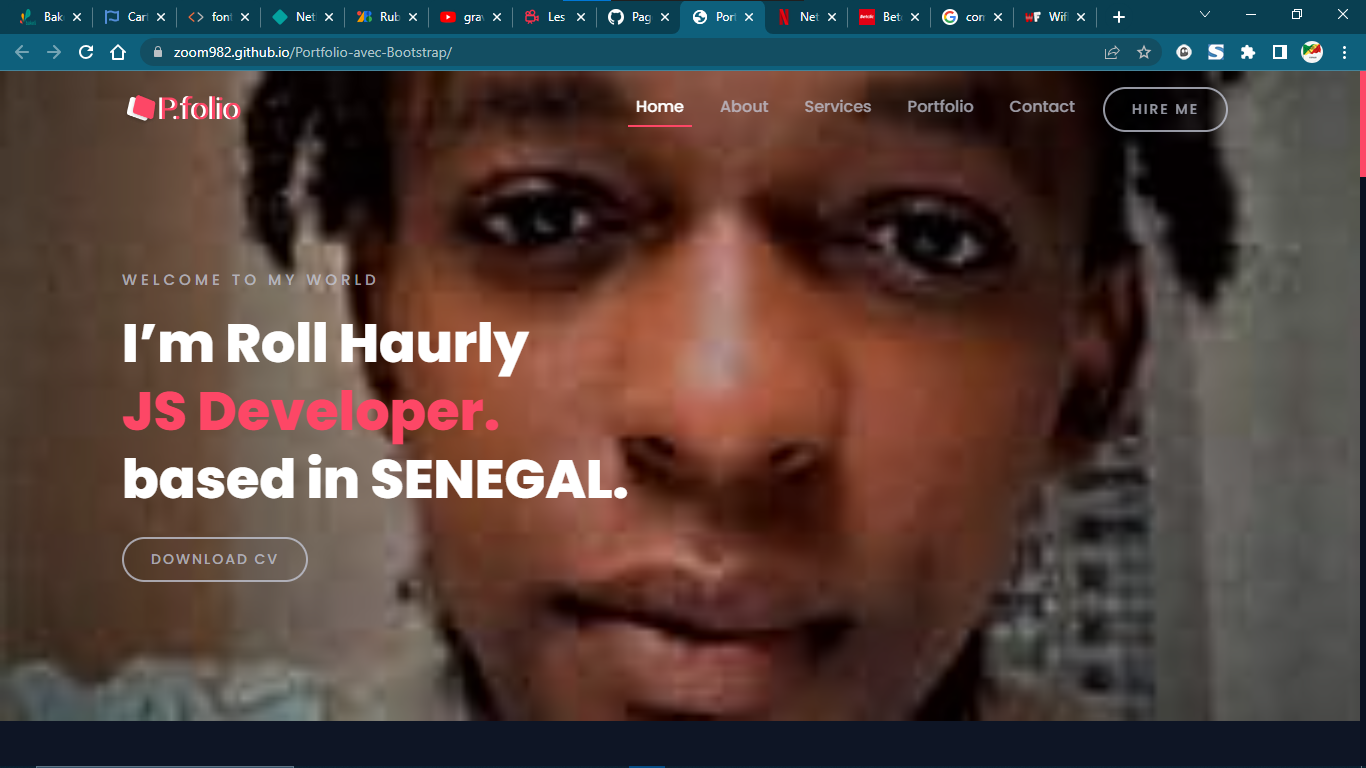 Bak
Cart
font
Netl
Rub
grav
Les
Pag
Port
Net
Bet
con
Wifi
zoom982.github.io/Portfolio-avec-Bootstrap/
P.folio
Home
About
Services
Portfolio
Contact
HIRE ME
WELCOME TO MY WORLD
I’m Roll Haurly
JS Developer.
based in SENEGAL.
DOWNLOAD CV